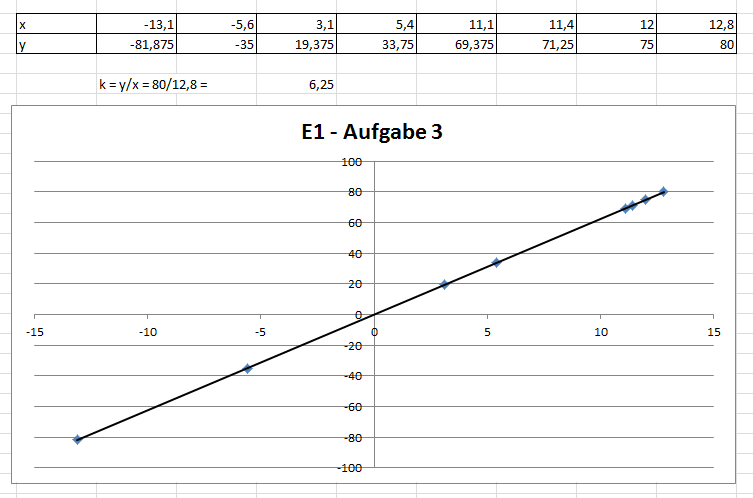 x -13,1 -5,6 3,1 5,4 11,1 11,4 12 12,8
y -81,875 -35 19,375 33,75 69,375 71,25 75 80
k = y/x = 80/12,8 = 6,25
E1 - Aufgabe 3
100
80
60
40
20
0
-15 -10 -5 0 5 10 15
-20
-40
-60
-80
-100